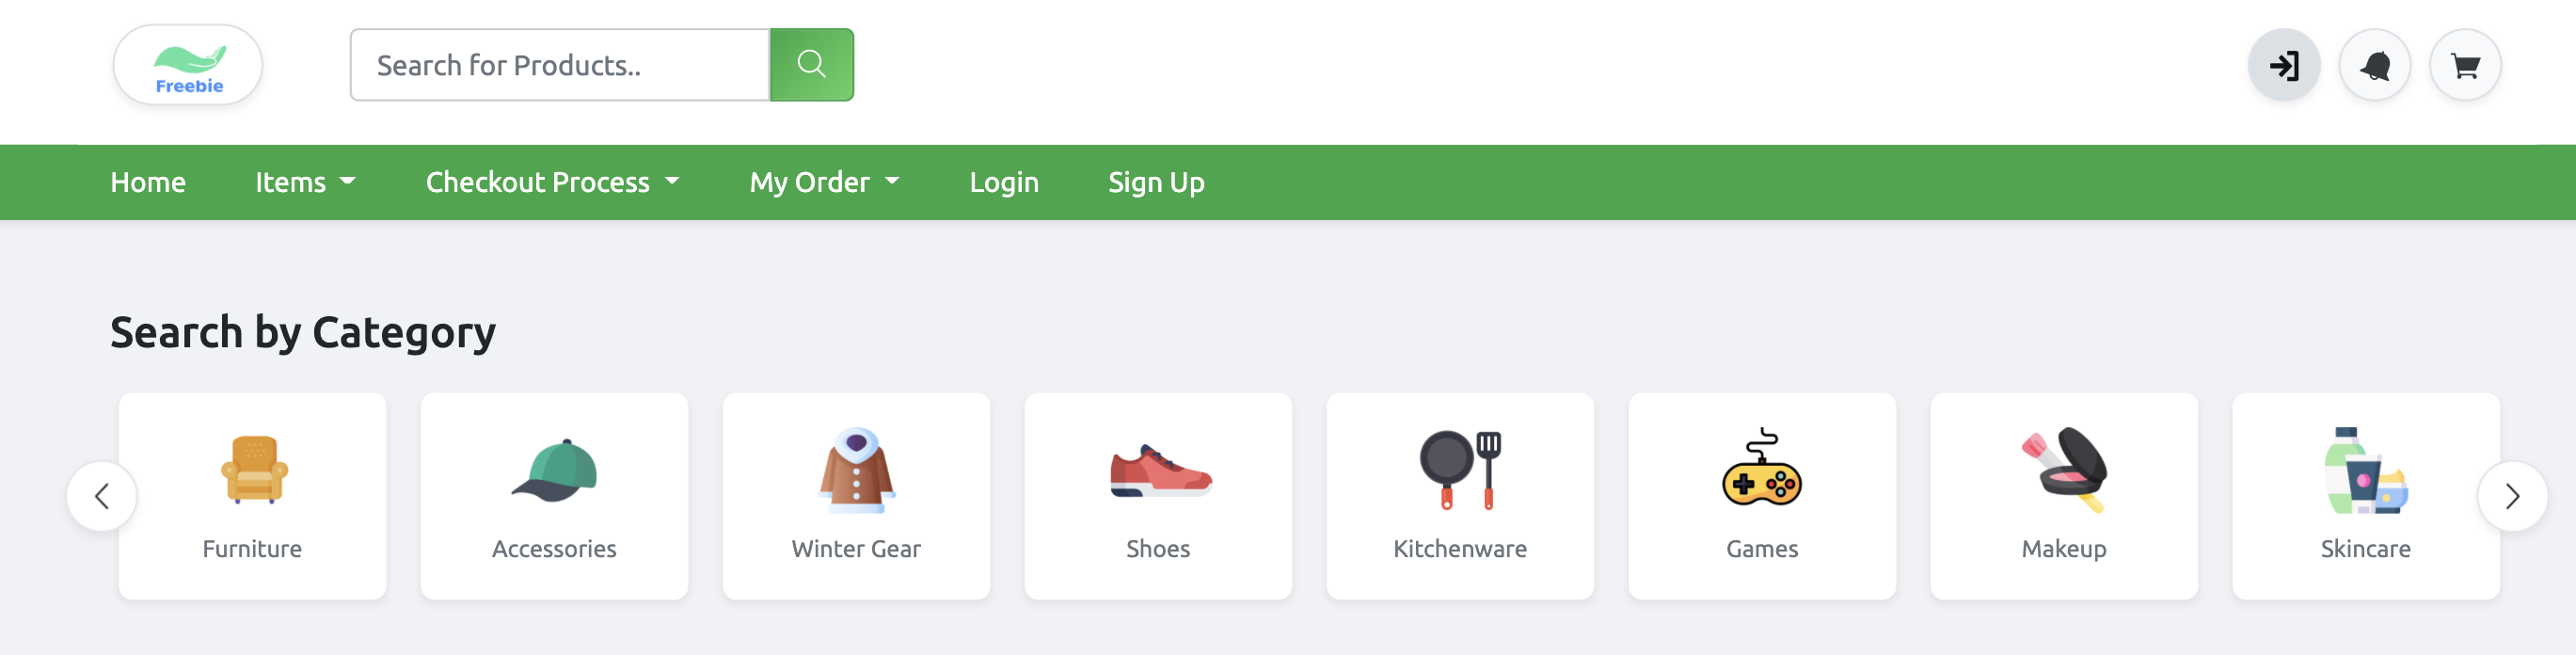 Freebie
Search for Products..
Home Items Checkout Process My Order Login Sign Up
Search by Category
Furniture Accessories Winter Gear Shoes Kitchenware Games Makeup Skincare